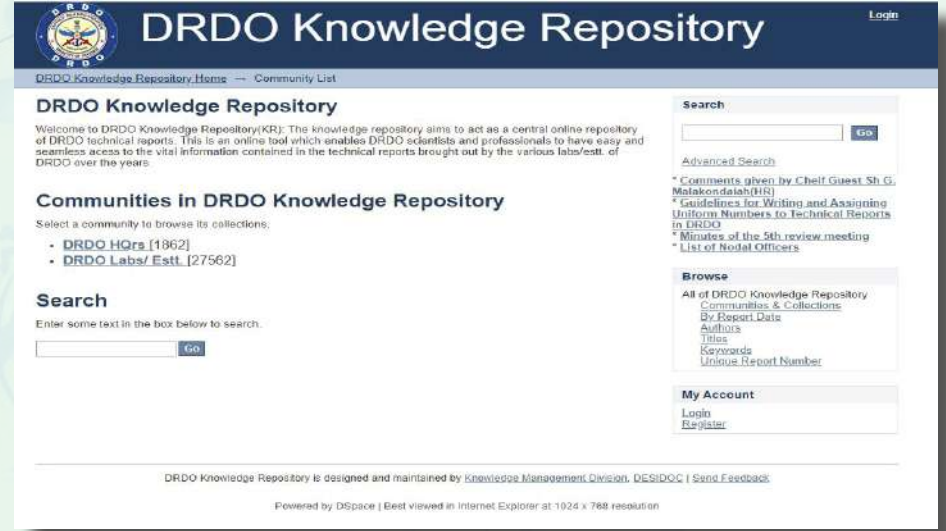 DRDO
DRDO
DRDO Knowledge Repository
Login
DRDO Knowledge Repository Home → Community List
DRDO Knowledge Repository
Welcome to DRDO Knowledge Repository(KR): The knowledge repository aims to act as a central online repository
of DRDO technical reports. This is an online tool which enables DRDO scientists and professionals to have easy and
seamless acess to the vital information contained in the technical reports brought out by the various labs/estt. of
DRDO over the years
Communities in DRDO Knowledge Repository
Select a community to browse its collections.
DRDO HQrs [1862]
DRDO Labs/ Estt. [27562]
Search
Enter some text in the box below to search.
Go
Search
Go
Advanced Search
* Comments given by Cheif Guest Sh G.
Malakondaiah(HR)
* Guidelines for Writing and Assigning
Uniform Numbers to Technical Reports
in DRDO
* Minutes of the 5th review meeting
* List of Nodal Officers
Browse
All of DRDO Knowledge Repository
Communities & Collections
By Report Date
Authors
Titles
Keywords
Unique Report Number
My Account
Login
Register
DRDO Knowledge Repository is designed and maintained by Knowledge Management Division, DESIDOC | Send Feedback
Powered by DSpace | Best viewed in Internet Explorer at 1024 x 768 resolution